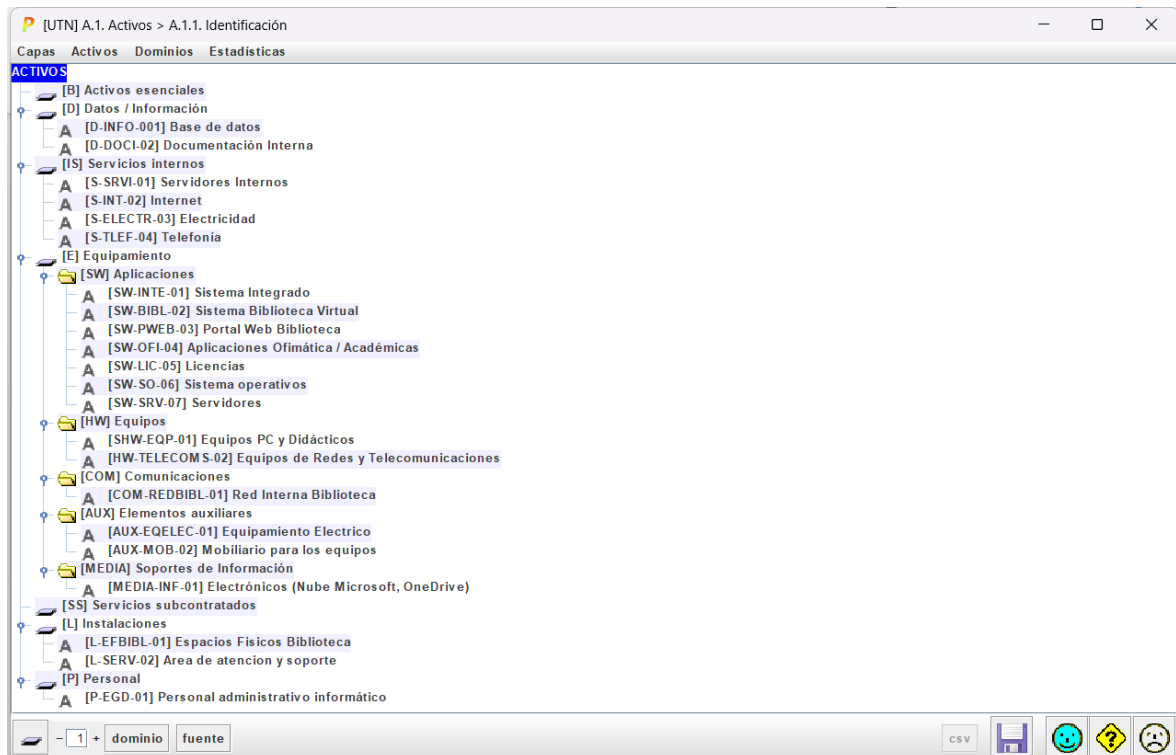 [UTN] A.1. Activos > A.1.1. Identificación
Capas Activos Dominios Estadísticas
ACTIVOS
[B] Activos esenciales
[D] Datos / Información
A [D-INFO-001] Base de datos
A [D-DOCI-02] Documentación Interna
[IS] Servicios internos
A [S-SRVI-01] Servidores Internos
A [S-INT-02] Internet
A [S-ELECTR-03] Electricidad
A [S-TLEF-04] Telefonía
[E] Equipamiento
[SW] Aplicaciones
A [SW-INTE-01] Sistema Integrado
A [SW-BIBL-02] Sistema Biblioteca Virtual
A [SW-PWEB-03] Portal Web Biblioteca
A [SW-OFI-04] Aplicaciones Ofimática / Académicas
A [SW-LIC-05] Licencias
A [SW-SO-06] Sistema operativos
A [SW-SRV-07] Servidores
[HW] Equipos
A [SHW-EQP-01] Equipos PC y Didácticos
A [HW-TELECOMS-02] Equipos de Redes y Telecomunicaciones
[COM] Comunicaciones
A [COM-REDBIBL-01] Red Interna Biblioteca
[AUX] Elementos auxiliares
A [AUX-EQELEC-01] Equipamiento Electrico
A [AUX-MOB-02] Mobiliario para los equipos
[MEDIA] Soportes de Información
A [MEDIA-INF-01] Electrónicos (Nube Microsoft, OneDrive)
[SS] Servicios subcontratados
[L] Instalaciones
A [L-EFBIBL-01] Espacios Fisicos Biblioteca
A [L-SERV-02] Area de atencion y soporte
[P] Personal
A [P-EGD-01] Personal administrativo informático
- 1 + dominio fuente csv ?